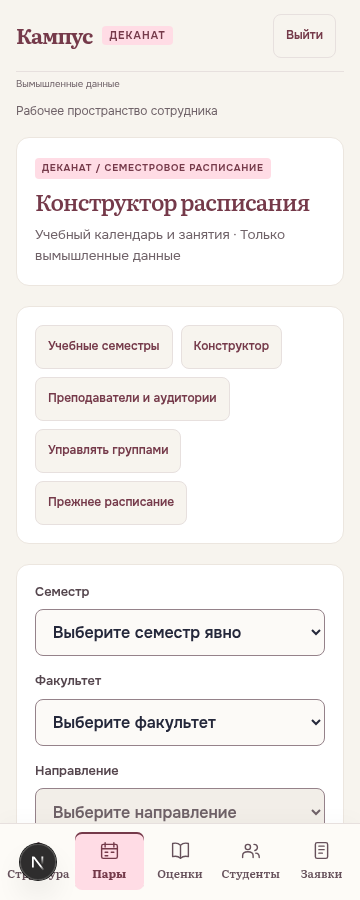 Кампус
ДЕКАНАТ
Выйти
Вымышленные данные
Рабочее пространство сотрудника
ДЕКАНАТ / СЕМЕСТРОВОЕ РАСПИСАНИЕ
Конструктор расписания
Учебный календарь и занятия · Только
вымышленные данные
Учебные семестры
Конструктор
Преподаватели и аудитории
Управлять группами
Прежнее расписание
Семестр
Выберите семестр явно
Факультет
Выберите факультет
Направление
Выберите направление
N
Пары
Оценки
Студенты
Заявки